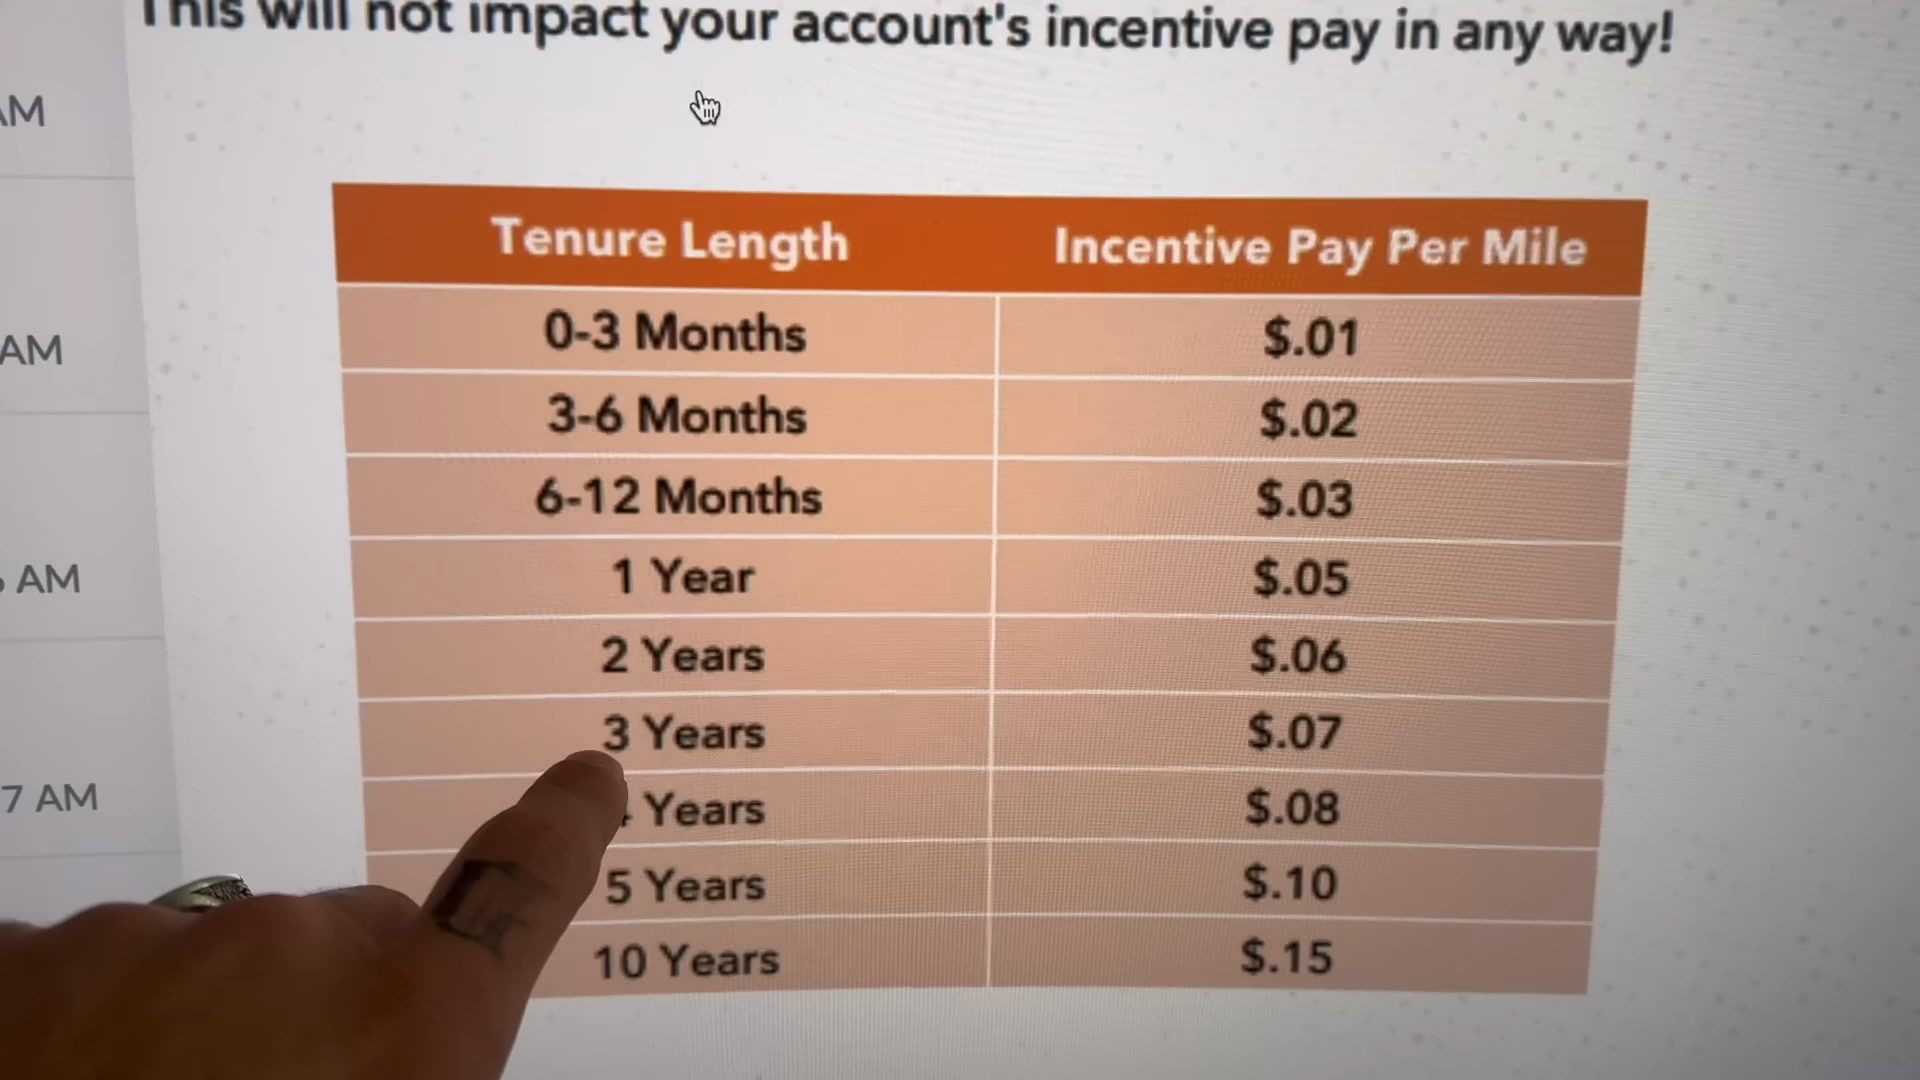 This will not impact your account's incentive pay in any way!
AM
AM
AM
7 AM
Tenure Length Incentive Pay Per Mile
0-3 Months $.01
3-6 Months $.02
6-12 Months $.03
1 Year $.05
2 Years $.06
3 Years $.07
Years $.08
5 Years $.10
10 Years $.15